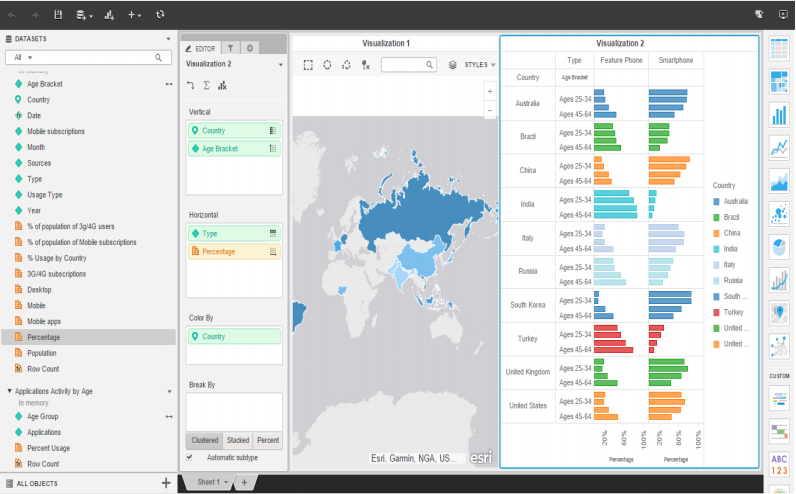 DATASETS
All
In memory
Age Bracket
Country
Date
Mobile subscriptions
Month
Sources
Type
Usage Type
Year
% of population of 3g/4G users
% of population of Mobile subscriptions
% Usage by Country
3G/4G subscriptions
Desktop
Mobile
Mobile apps
Percentage
Population
Row Count
Applications Activity by Age
In memory
Age Group
Applications
Percent Usage
Row Count
ALL OBJECTS
EDITOR
Visualization 2
Vertical
Country
Age Bracket
Horizontal
Type
Percentage
Color By
Country
Break By
Clustered Stacked Percent
Automatic subtype
Visualization 1
STYLES
+
-
Esri, Garmin, NGA, US... esri
Sheet 1 +
Visualization 2
Type Feature Phone Smartphone
Country Age Bracket
Australia
Ages 25-34
Ages 45-64
Brazil
Ages 25-34
Ages 45-64
China
Ages 25-34
Ages 45-64
India
Ages 25-34
Ages 45-64
Italy
Ages 25-34
Ages 45-64
Russia
Ages 25-34
Ages 45-64
South Korea
Ages 25-34
Ages 45-64
Turkey
Ages 25-34
Ages 45-64
United Kingdom
Ages 25-34
Ages 45-64
United States
Ages 25-34
Ages 45-64
20% 60% 100% 20% 60% 100%
Percentage Percentage
Country
Australia
Brazil
China
India
Italy
Russia
South ...
Turkey
United ...
United ...
CUSTOM
ABC
123